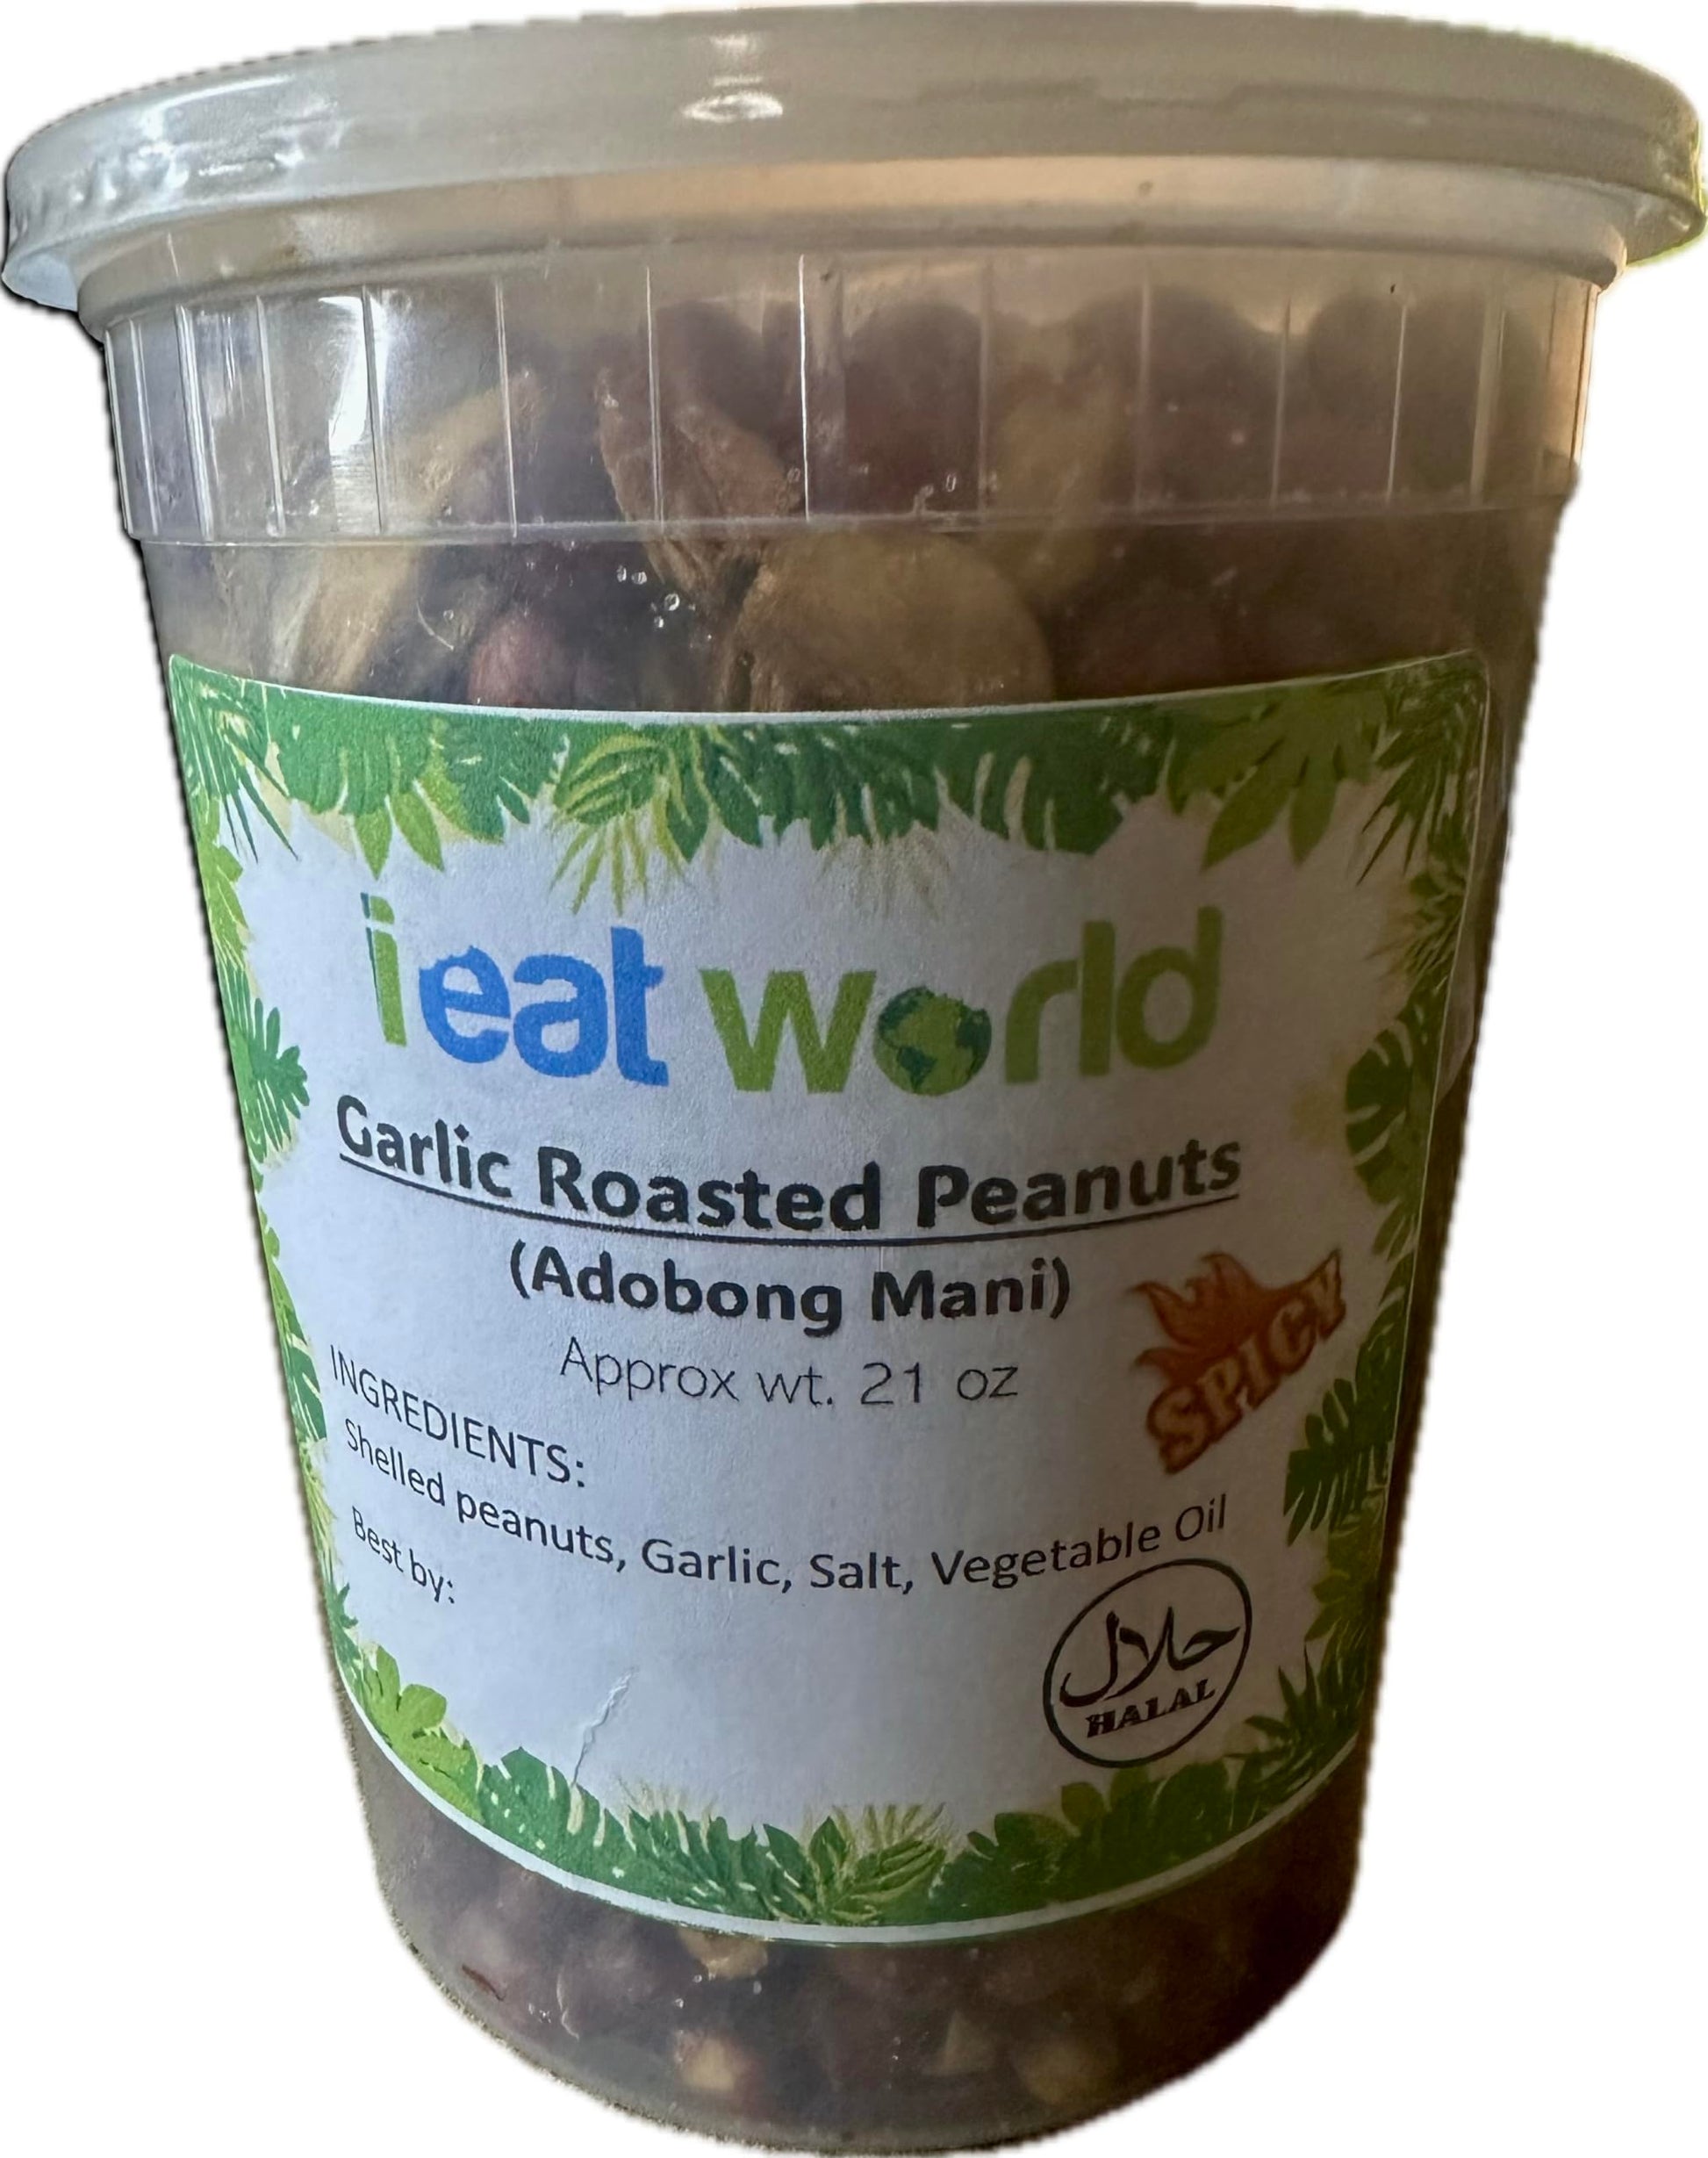 i eat world
Garlic Roasted Peanuts
(Adobong Mani)
Approx wt. 21 oz
SPICY
INGREDIENTS:
Shelled peanuts, Garlic, Salt, Vegetable Oil
Best by:
حلال
HALAL